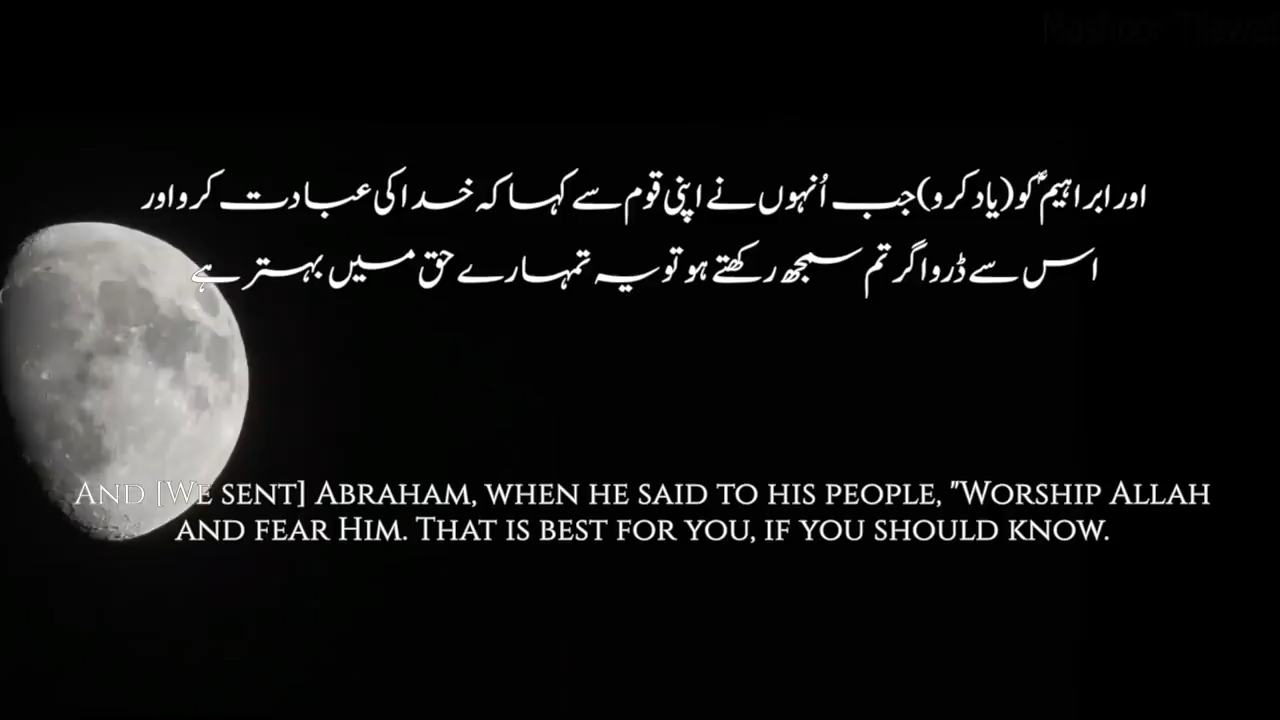 اور ابراہیمؑ کو (یاد کرو) جب اُنہوں نے اپنی قوم سے کہا کہ خدا کی عبادت کرو اور
اس سے ڈرو اگر تم سمجھ رکھتے ہو تو یہ تمہارے حق میں بہتر ہے
And [We sent] Abraham, when he said to his people, "Worship Allah
and fear Him. That is best for you, if you should know.